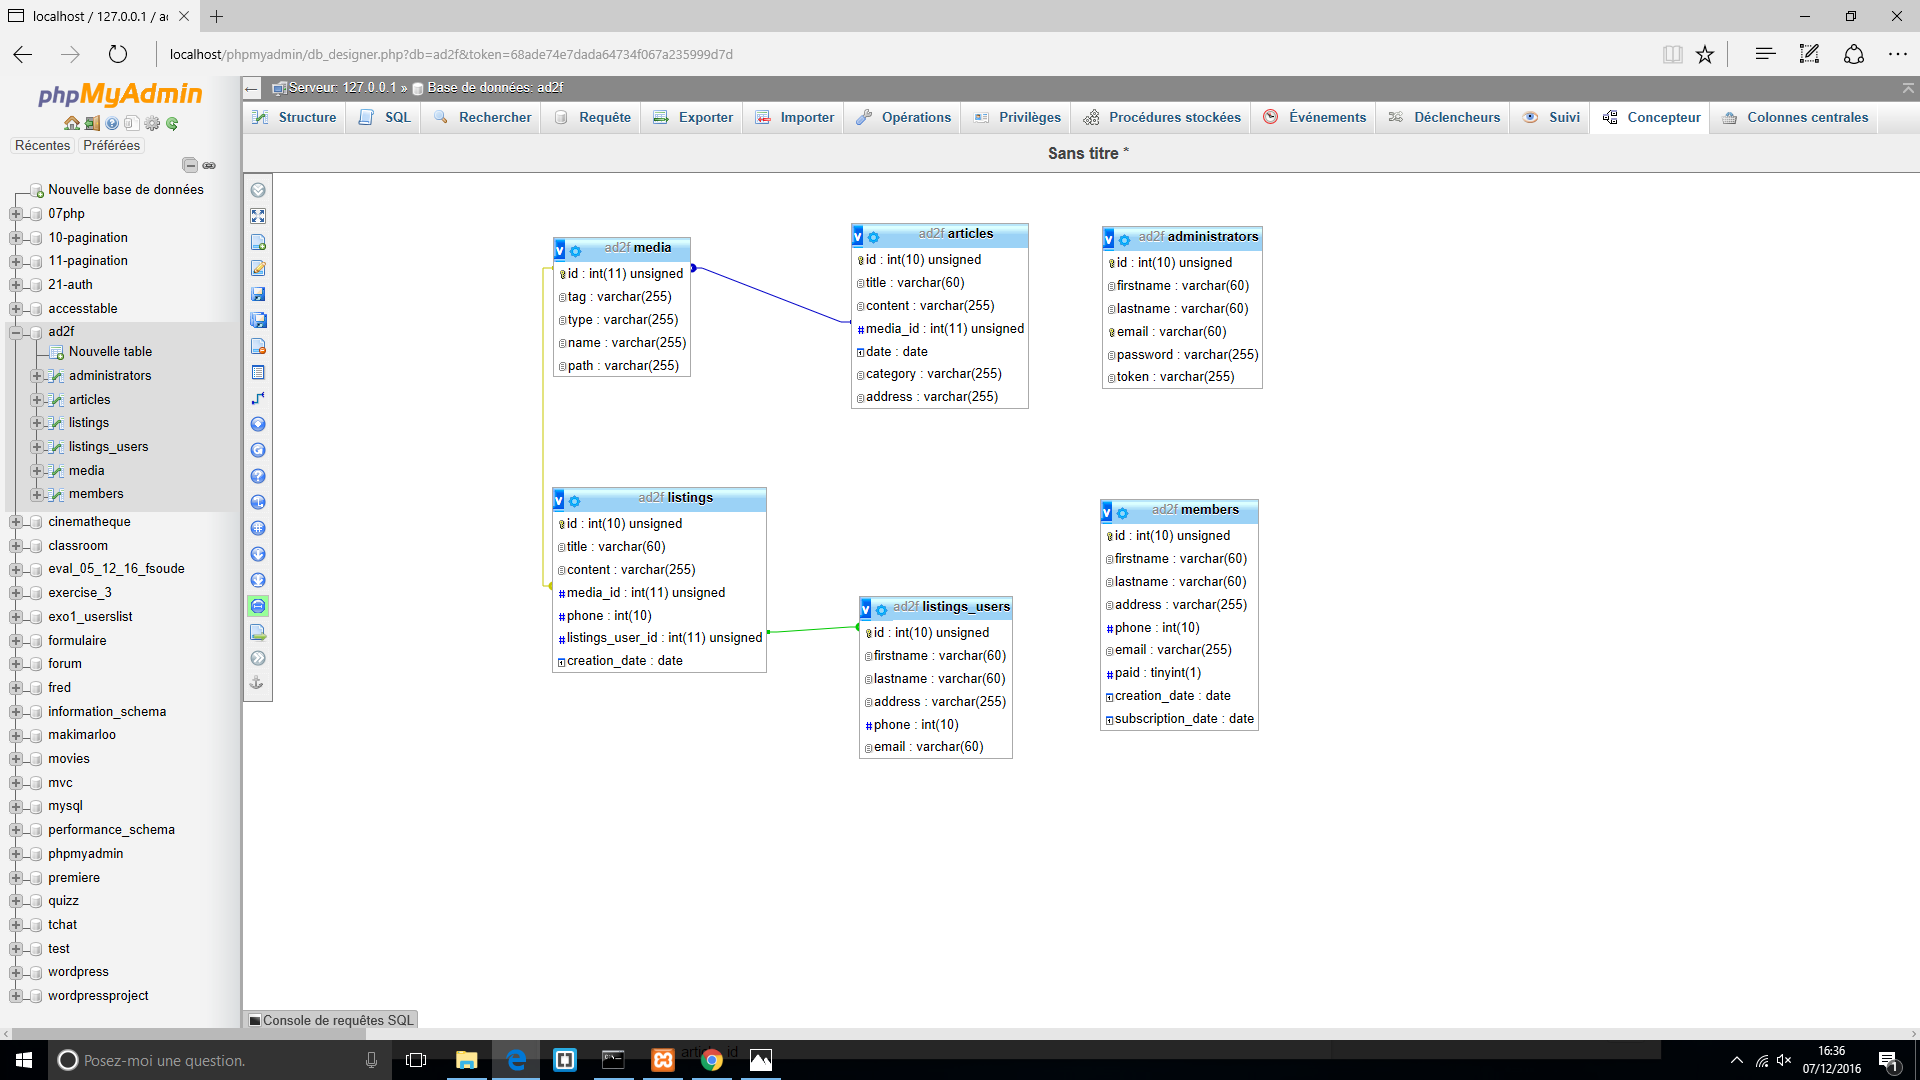 localhost / 127.0.0.1 / a
localhost/phpmyadmin/db_designer.php?db=ad2f&token=68ade74e7dada64734f067a235999d7d
phpMyAdmin
Récentes Préférées
Nouvelle base de données
07php
10-pagination
11-pagination
21-auth
accesstable
ad2f
Nouvelle table
administrators
articles
listings
listings_users
media
members
cinematheque
classroom
eval_05_12_16_fsoude
exercise_3
exo1_userslist
formulaire
forum
fred
information_schema
makimarloo
movies
mvc
mysql
performance_schema
phpmyadmin
premiere
quizz
tchat
test
wordpress
wordpressproject
Serveur: 127.0.0.1 » Base de données: ad2f
Structure SQL Rechercher Requête Exporter Importer Opérations Privilèges Procédures stockées Événements Déclencheurs Suivi Concepteur Colonnes centrales
Sans titre *
v ad2f media
id : int(11) unsigned
tag : varchar(255)
type : varchar(255)
name : varchar(255)
path : varchar(255)
v ad2f articles
id : int(10) unsigned
title : varchar(60)
content : varchar(255)
# media_id : int(11) unsigned
date : date
category : varchar(255)
address : varchar(255)
v ad2f administrators
id : int(10) unsigned
firstname : varchar(60)
lastname : varchar(60)
email : varchar(60)
password : varchar(255)
token : varchar(255)
v ad2f listings
id : int(10) unsigned
title : varchar(60)
content : varchar(255)
# media_id : int(11) unsigned
# phone : int(10)
# listings_user_id : int(11) unsigned
creation_date : date
v ad2f listings_users
id : int(10) unsigned
firstname : varchar(60)
lastname : varchar(60)
address : varchar(255)
# phone : int(10)
email : varchar(60)
v ad2f members
id : int(10) unsigned
firstname : varchar(60)
lastname : varchar(60)
address : varchar(255)
# phone : int(10)
email : varchar(255)
# paid : tinyint(1)
creation_date : date
subscription_date : date
Console de requêtes SQL
Posez-moi une question.
16:36
07/12/2016
1